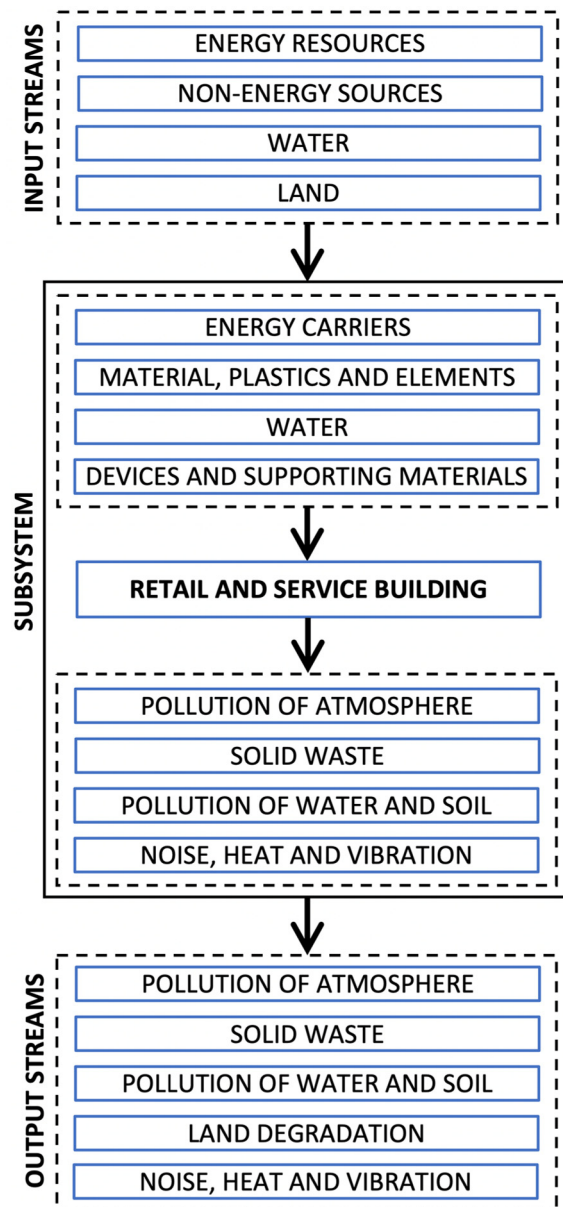 INPUT STREAMS
ENERGY RESOURCES
NON-ENERGY SOURCES
WATER
LAND
SUBSYSTEM
ENERGY CARRIERS
MATERIAL, PLASTICS AND ELEMENTS
WATER
DEVICES AND SUPPORTING MATERIALS
RETAIL AND SERVICE BUILDING
POLLUTION OF ATMOSPHERE
SOLID WASTE
POLLUTION OF WATER AND SOIL
NOISE, HEAT AND VIBRATION
OUTPUT STREAMS
POLLUTION OF ATMOSPHERE
SOLID WASTE
POLLUTION OF WATER AND SOIL
LAND DEGRADATION
NOISE, HEAT AND VIBRATION